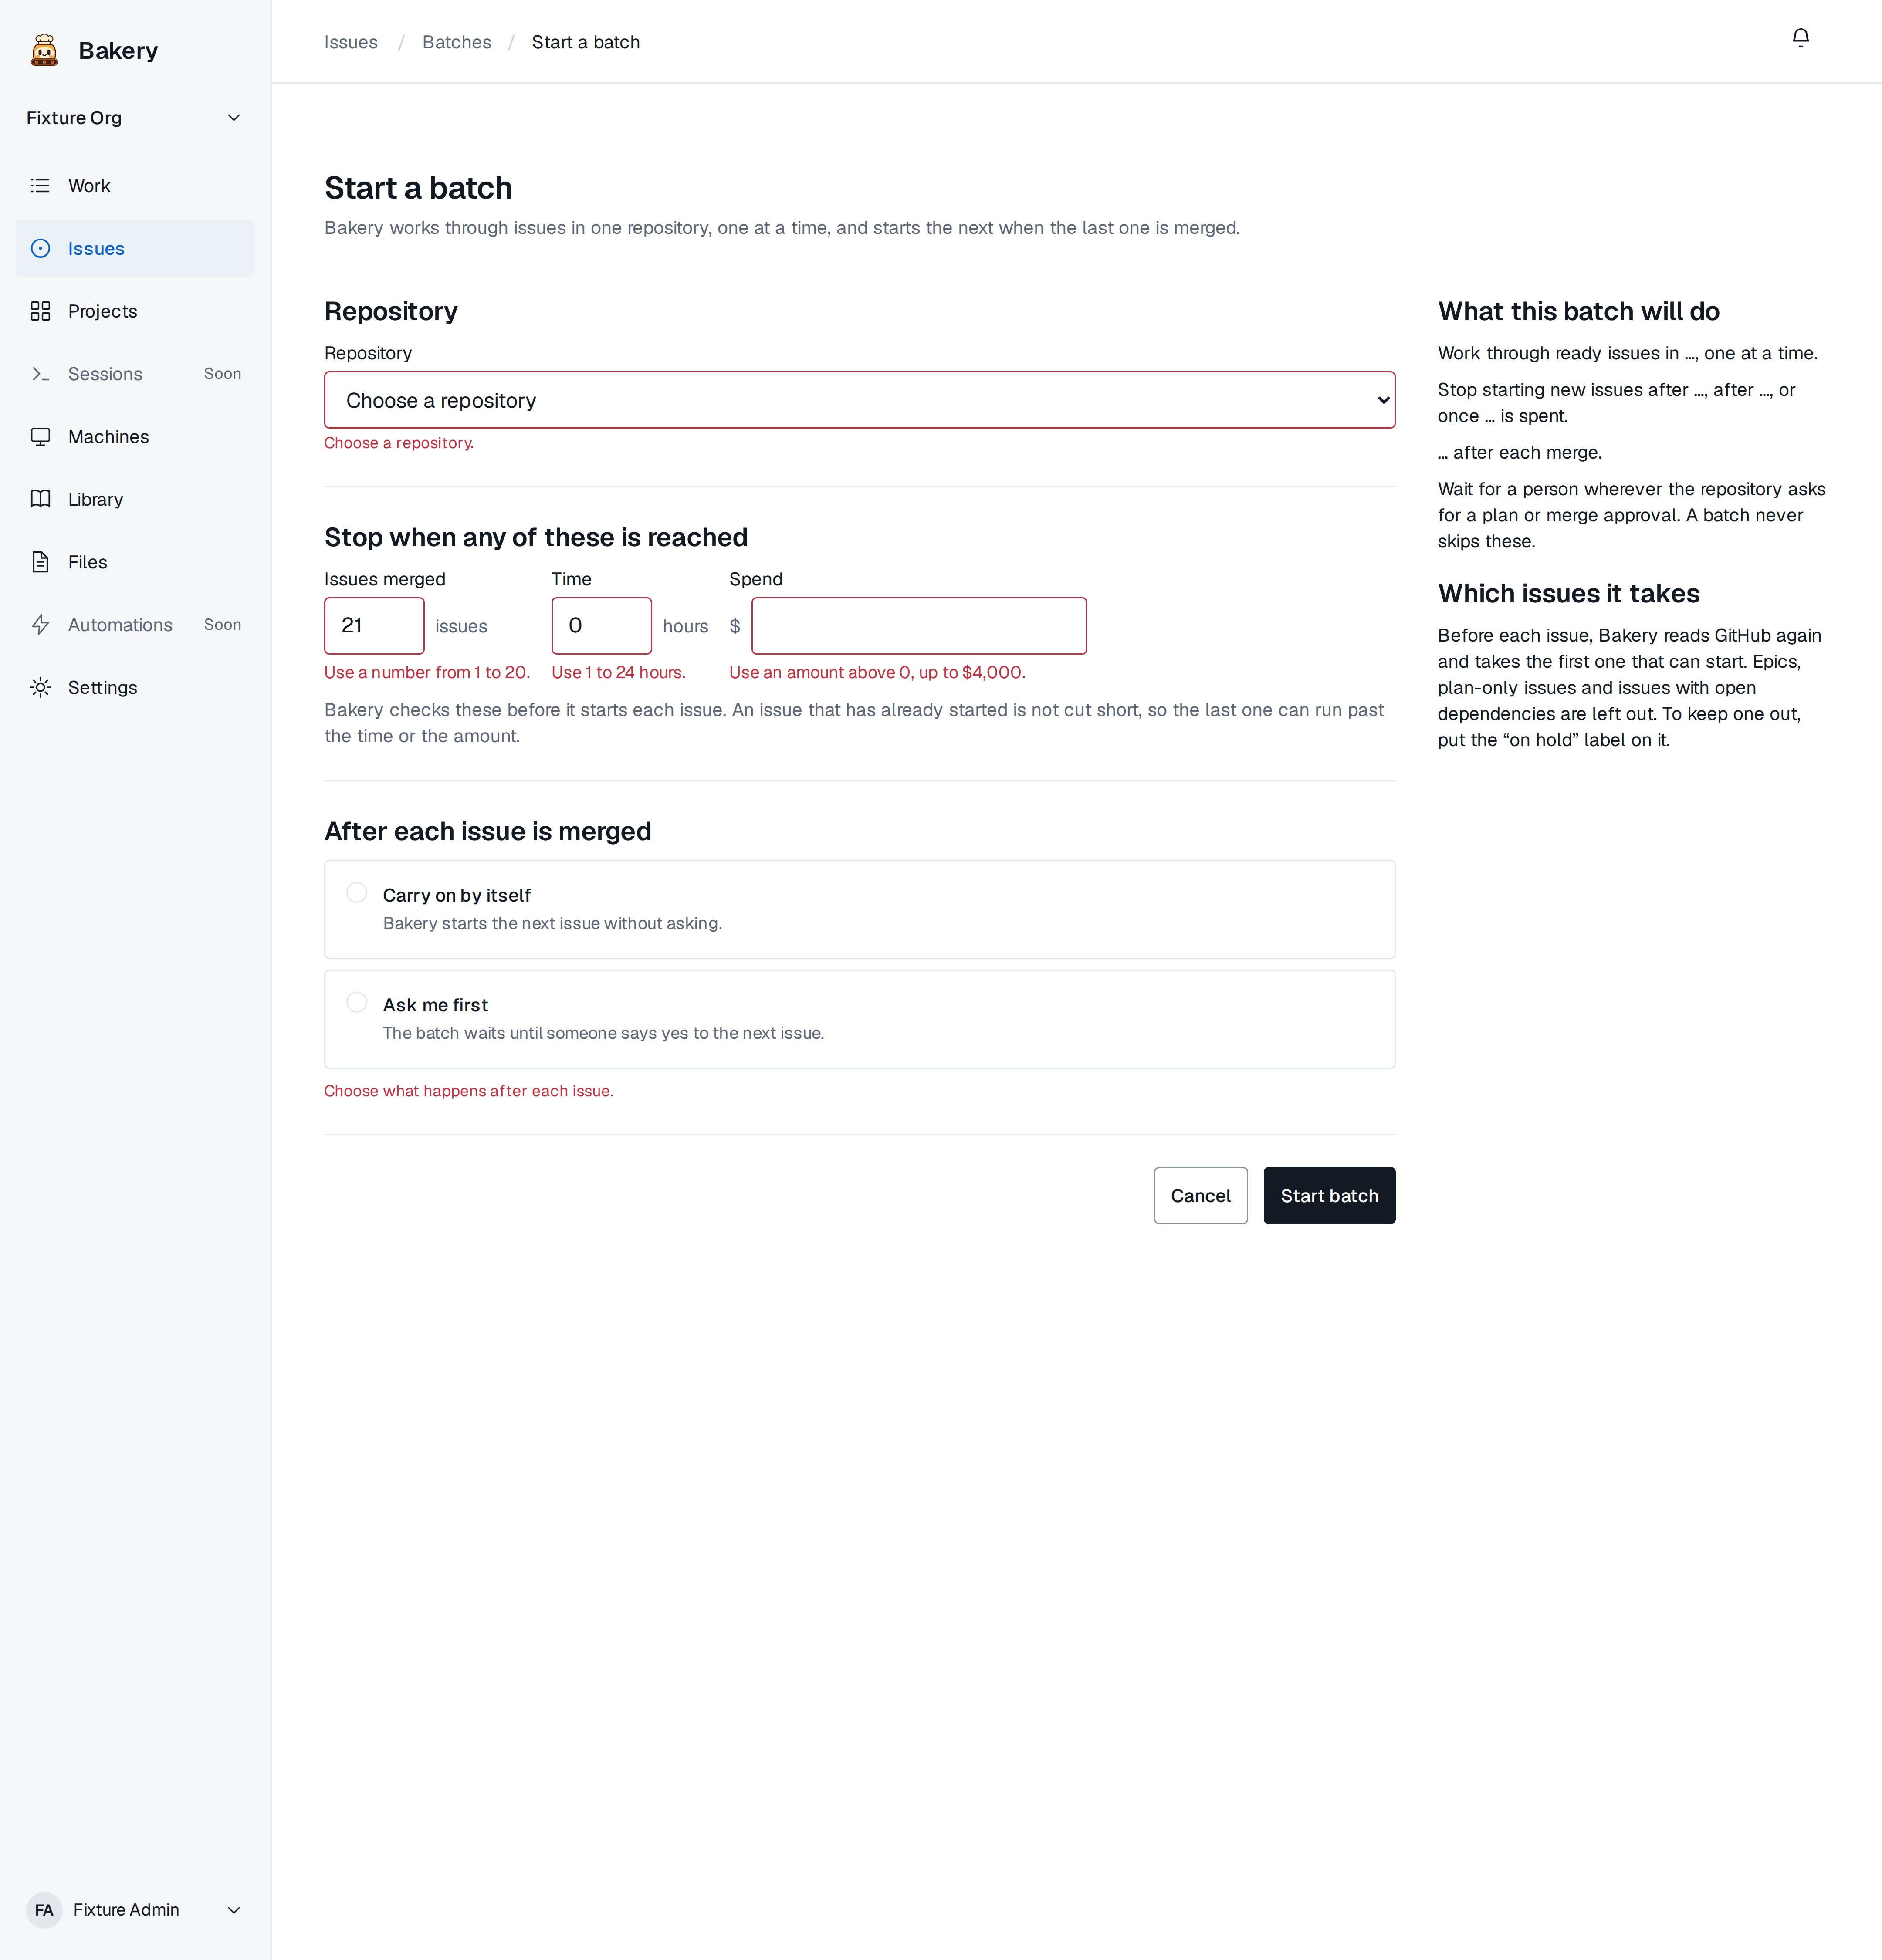 Bakery
Fixture Org
Work
Issues
Projects
Sessions Soon
Machines
Library
Files
Automations Soon
Settings
FA Fixture Admin
Issues / Batches / Start a batch
Start a batch
Bakery works through issues in one repository, one at a time, and starts the next when the last one is merged.
Repository
Repository
Choose a repository
Choose a repository.
Stop when any of these is reached
Issues merged Time Spend
21 issues 0 hours $
Use a number from 1 to 20. Use 1 to 24 hours. Use an amount above 0, up to $4,000.
Bakery checks these before it starts each issue. An issue that has already started is not cut short, so the last one can run past
the time or the amount.
After each issue is merged
Carry on by itself
Bakery starts the next issue without asking.
Ask me first
The batch waits until someone says yes to the next issue.
Choose what happens after each issue.
Cancel Start batch
What this batch will do
Work through ready issues in …, one at a time.
Stop starting new issues after …, after …, or
once … is spent.
… after each merge.
Wait for a person wherever the repository asks
for a plan or merge approval. A batch never
skips these.
Which issues it takes
Before each issue, Bakery reads GitHub again
and takes the first one that can start. Epics,
plan-only issues and issues with open
dependencies are left out. To keep one out,
put the “on hold” label on it.